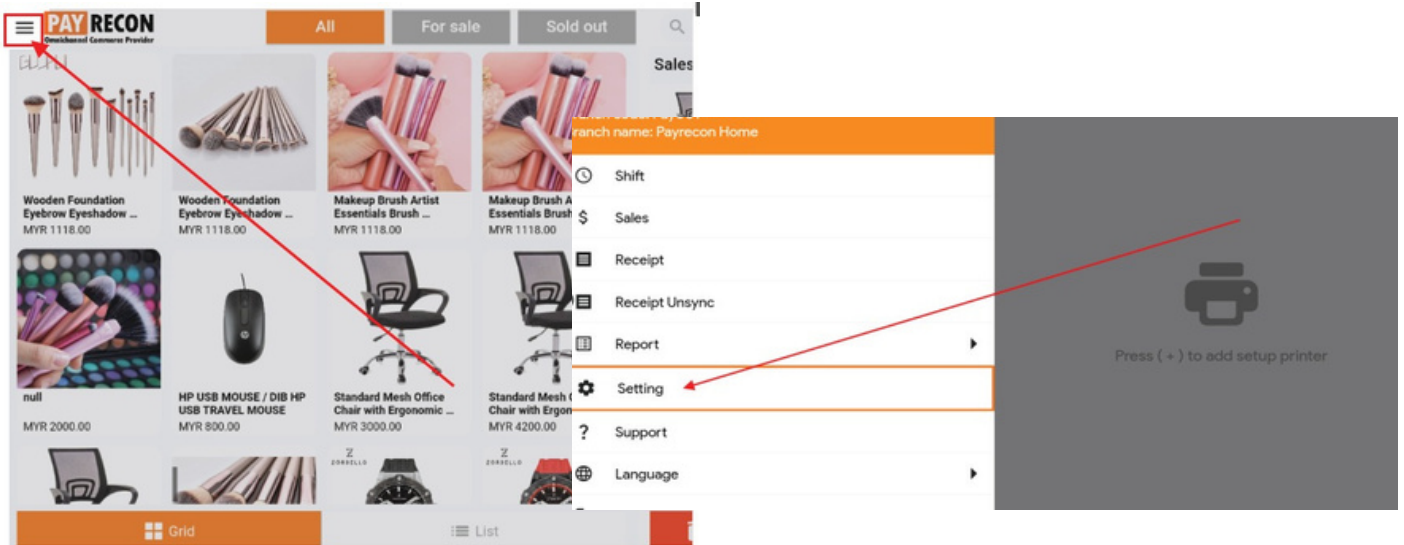 PAY RECON
Omnichannel Commerce Provider
All
For sale
Sold out
Sales
Wooden Foundation
Eyebrow Eyeshadow ...
MYR 1118.00
Wooden Foundation
Eyebrow Eyeshadow ...
MYR 1118.00
Makeup Brush Artist
Essentials Brush ...
MYR 1118.00
Makeup Brush A
Essentials Brush
MYR 1118.00
null
MYR 2000.00
HP USB MOUSE / DIB HP
USB TRAVEL MOUSE
MYR 800.00
Standard Mesh Office
Chair with Ergonomic ...
MYR 3000.00
Standard Mesh O
Chair with Ergon
MYR 4200.00
Z
ZORBELLO
Z
ZORBELLO
Grid
List
ranch name: Payrecon Home
Shift
Sales
Receipt
Receipt Unsync
Report
Setting
Support
Language
Press ( + ) to add setup printer